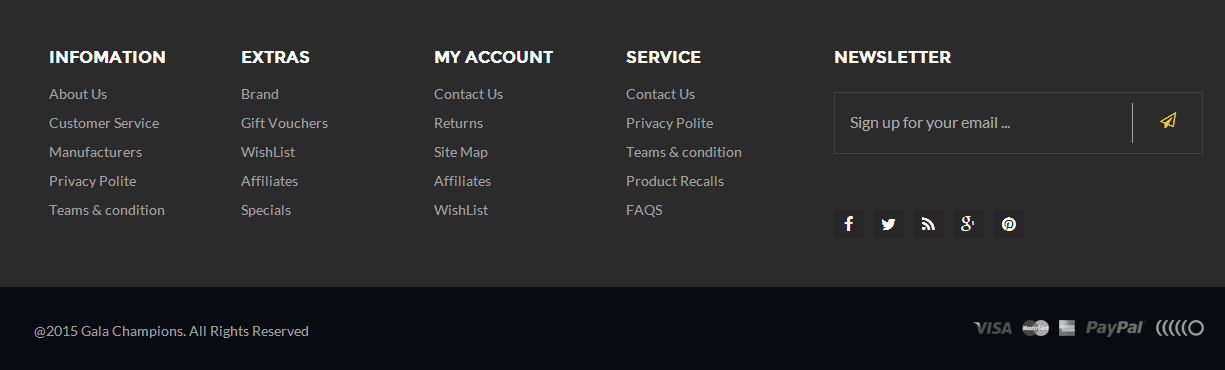 INFOMATION
About Us
Customer Service
Manufacturers
Privacy Polite
Teams & condition
EXTRAS
Brand
Gift Vouchers
WishList
Affiliates
Specials
MY ACCOUNT
Contact Us
Returns
Site Map
Affiliates
WishList
SERVICE
Contact Us
Privacy Polite
Teams & condition
Product Recalls
FAQS
NEWSLETTER
Sign up for your email ...
@2015 Gala Champions. All Rights Reserved
VISA MasterCard PayPal